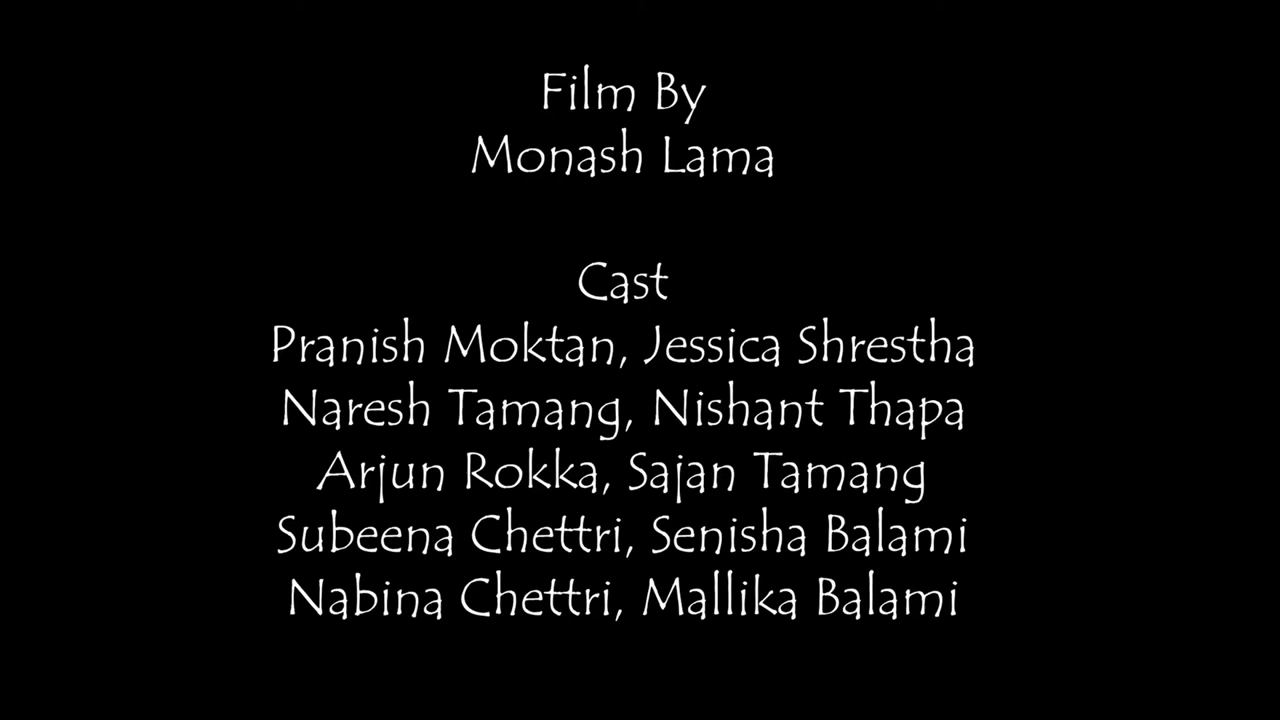 Film By
Monash Lama
Cast
Pranish Moktan, Jessica Shrestha
Naresh Tamang, Nishant Thapa
Arjun Rokka, Sajan Tamang
Subeena Chettri, Senisha Balami
Nabina Chettri, Mallika Balami